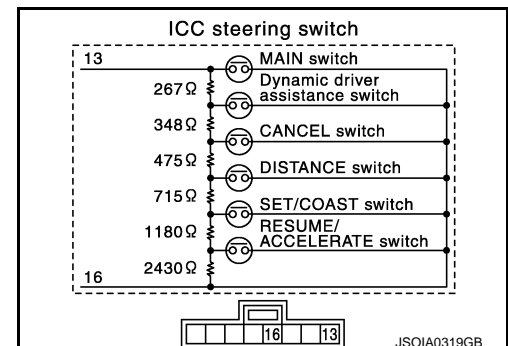 ICC steering switch
13
MAIN switch
267Ω
Dynamic driver
assistance switch
348Ω
CANCEL switch
475Ω
DISTANCE switch
715Ω
SET/COAST switch
1180Ω
RESUME/
ACCELERATE switch
2430Ω
16
16 13
JSOIA0319GB